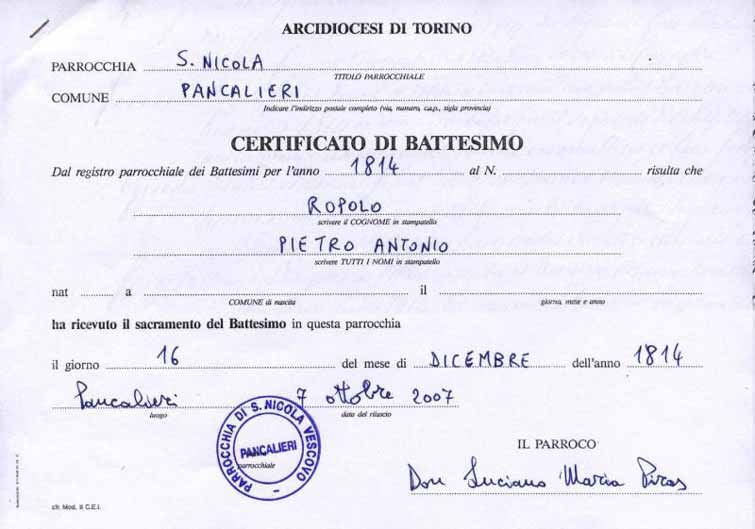 ARCIDIOCESI DI TORINO
PARROCCHIA S. NICOLA
TITOLO PARROCCHIALE
COMUNE PANCALIERI
Indicare l'indirizzo postale completo (via, numero, c.a.p., sigla provincia)
CERTIFICATO DI BATTESIMO
Dal registro parrocchiale dei Battesimi per l'anno 1814 al N. risulta che
ROPOLO
scrivere il COGNOME in stampatello
PIETRO ANTONIO
scrivere TUTTI I NOMI in stampatello
nat a il
COMUNE di nascita giorno, mese e anno
ha ricevuto il sacramento del Battesimo in questa parrocchia
il giorno 16 del mese di DICEMBRE dell'anno 1814
Pancalieri 7 ottobre 2007
luogo data del rilascio
PARROCCHIA DI S. NICOLA VESCOVO
PANCALIERI
parrocchiale
IL PARROCO
Don Luciano Maria Piras
ch Mod. II C.E.I.